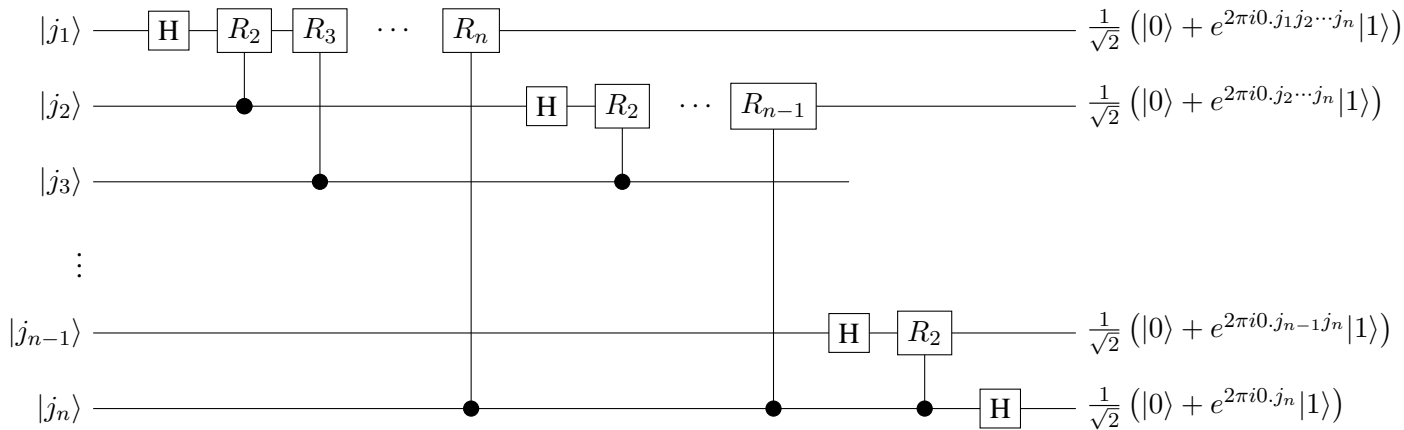 |j₁⟩ H R₂ R₃ ⋯ Rₙ 1/√2 (|0⟩ + e^{2πi0.j₁j₂⋯jₙ}|1⟩)
|j₂⟩ H R₂ ⋯ Rₙ₋₁ 1/√2 (|0⟩ + e^{2πi0.j₂⋯jₙ}|1⟩)
|j₃⟩
⋮
|jₙ₋₁⟩ H R₂ 1/√2 (|0⟩ + e^{2πi0.jₙ₋₁jₙ}|1⟩)
|jₙ⟩ H 1/√2 (|0⟩ + e^{2πi0.jₙ}|1⟩)